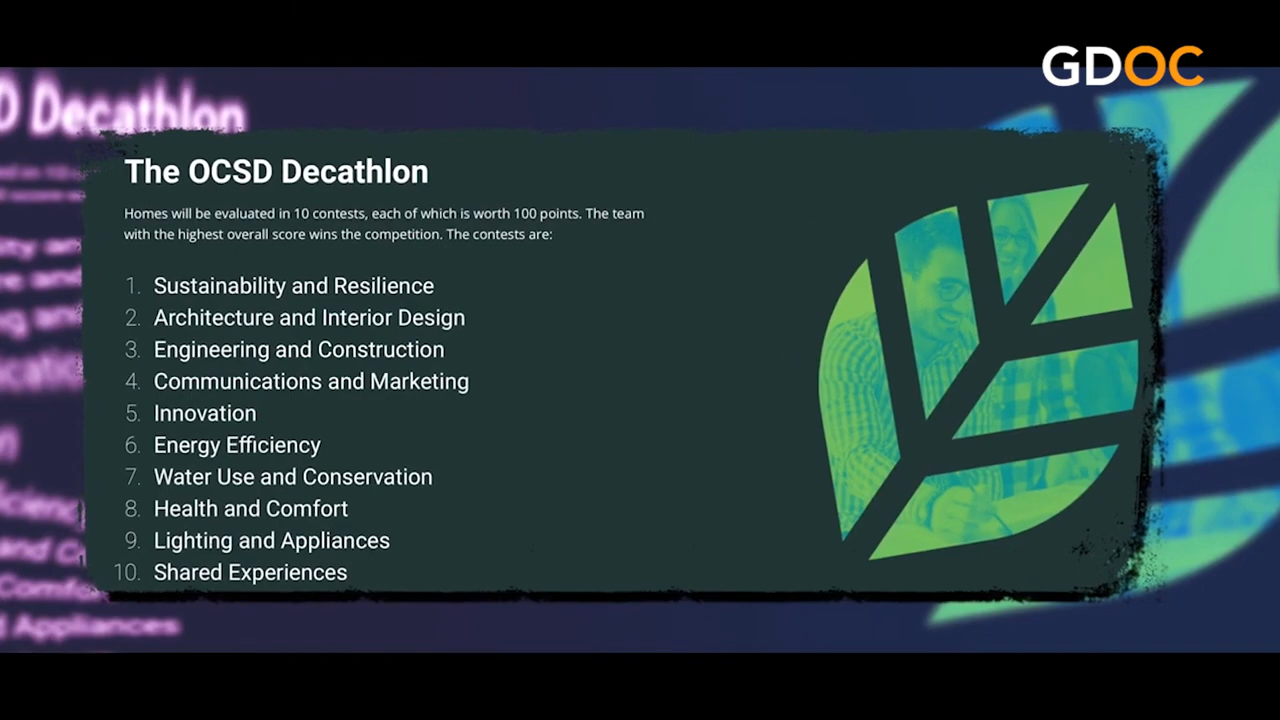 GDOC
D Decathlon
The OCSD Decathlon
Homes will be evaluated in 10 contests, each of which is worth 100 points. The team
with the highest overall score wins the competition. The contests are:
1. Sustainability and Resilience
2. Architecture and Interior Design
3. Engineering and Construction
4. Communications and Marketing
5. Innovation
6. Energy Efficiency
7. Water Use and Conservation
8. Health and Comfort
9. Lighting and Appliances
10. Shared Experiences
Appliances